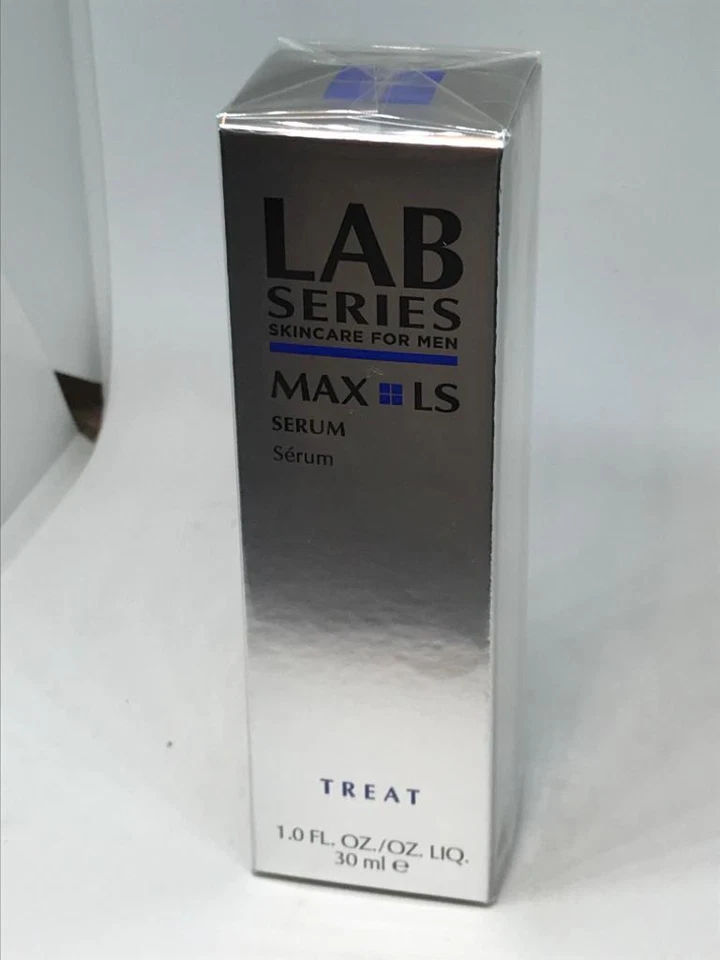 LAB
SERIES
SKINCARE FOR MEN
MAX LS
SERUM
Sérum
TREAT
1.0 FL. OZ./OZ. LIQ.
30 ml ℮